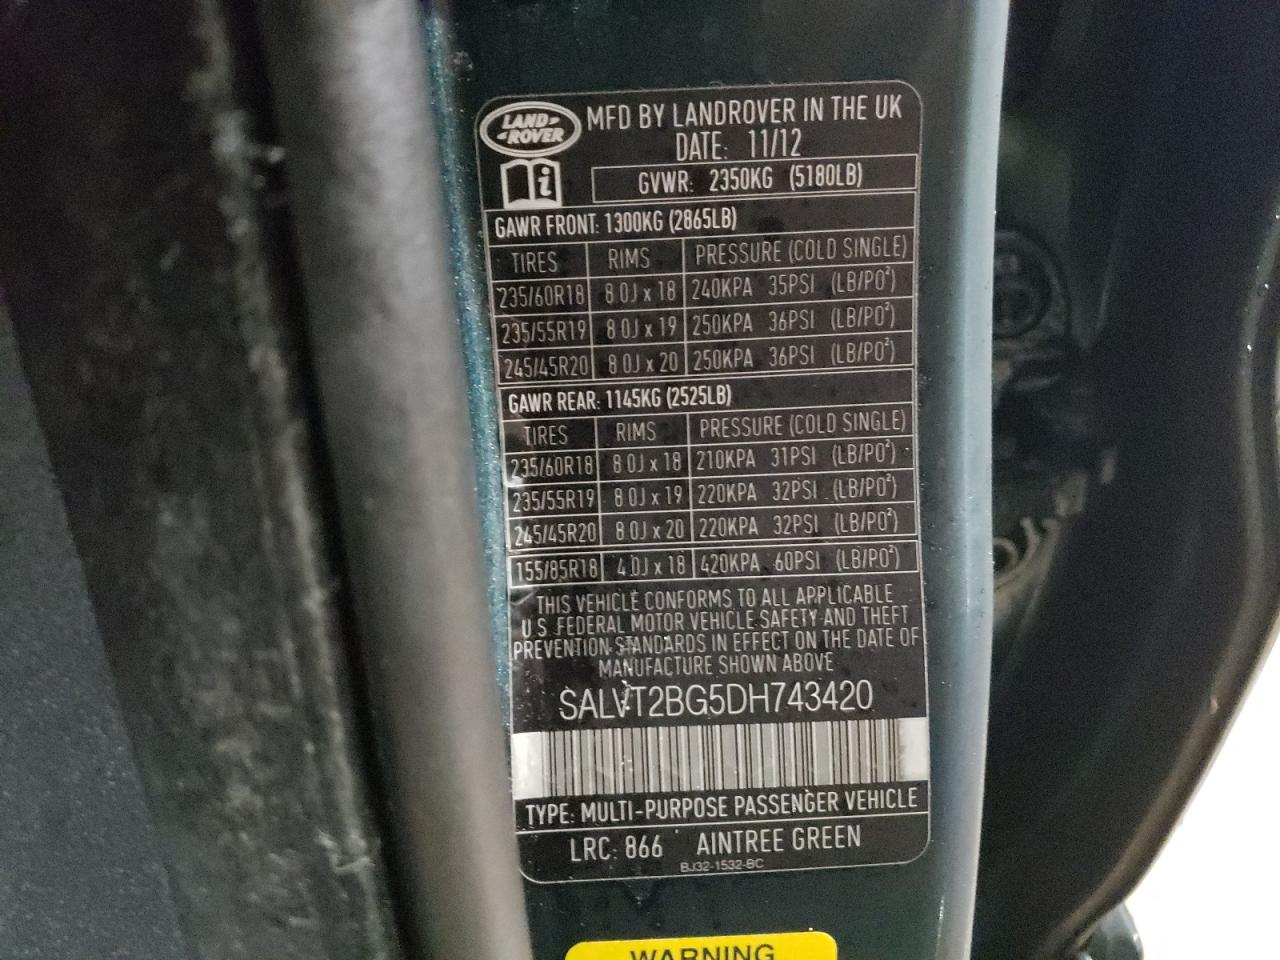 LAND ROVER
MFD BY LANDROVER IN THE UK
DATE: 11/12
GVWR: 2350KG (5180LB)
GAWR FRONT: 1300KG (2865LB)
TIRES RIMS PRESSURE (COLD SINGLE)
235/60R18 8.0J x 18 240KPA 35PSI (LB/PO²)
235/55R19 8.0J x 19 250KPA 36PSI (LB/PO²)
245/45R20 8.0J x 20 250KPA 36PSI (LB/PO²)
GAWR REAR: 1145KG (2525LB)
TIRES RIMS PRESSURE (COLD SINGLE)
235/60R18 8.0J x 18 210KPA 31PSI (LB/PO²)
235/55R19 8.0J x 19 220KPA 32PSI (LB/PO²)
245/45R20 8.0J x 20 220KPA 32PSI (LB/PO²)
155/85R18 4.0J x 18 420KPA 60PSI (LB/PO²)
THIS VEHICLE CONFORMS TO ALL APPLICABLE
U.S. FEDERAL MOTOR VEHICLE SAFETY AND THEFT
PREVENTION STANDARDS IN EFFECT ON THE DATE OF
MANUFACTURE SHOWN ABOVE
SALVT2BG5DH743420
TYPE: MULTI-PURPOSE PASSENGER VEHICLE
LRC: 866 AINTREE GREEN
BJ32-1532-BC
WARNING